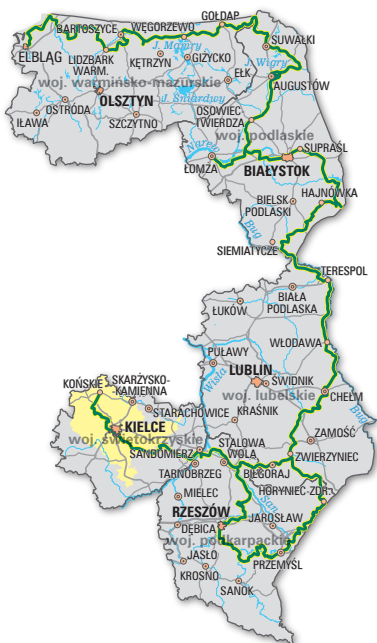 GOŁDAP
BARTOSZYCE
WĘGORZEWO
SUWAŁKI
ELBLĄG
LIDZBARK
WARM.
J. Mamry
KĘTRZYN
GIŻYCKO
J. Wigry
EŁK
woj. warmińsko-mazurskie
AUGUSTÓW
OLSZTYN
J. Śniardwy
OSTRÓDA
OSOWIEC
TWIERDZA
IŁAWA
SZCZYTNO
woj. podlaskie
SUPRAŚL
Narew
ŁOMŻA
BIAŁYSTOK
HAJNÓWKA
BIELSK
PODLASKI
Bug
SIEMIATYCZE
TERESPOL
BIAŁA
PODLASKA
ŁUKÓW
WŁODAWA
PUŁAWY
LUBLIN
Wisła
ŚWIDNIK
SKARŻYSKO-
KAMIENNA
KOŃSKIE
woj. lubelskie
CHEŁM
Bug
STARACHOWICE
KRAŚNIK
KIELCE
ZAMOŚĆ
woj. świętokrzyskie
STALOWA
WOLA
SANDOMIERZ
ZWIERZYNIEC
TARNOBRZEG
BIŁGORAJ
HORYNIEC-ZDR.
MIELEC
San
RZESZÓW
JAROSŁAW
DĘBICA
woj. podkarpackie
JASŁO
PRZEMYŚL
KROSNO
SANOK